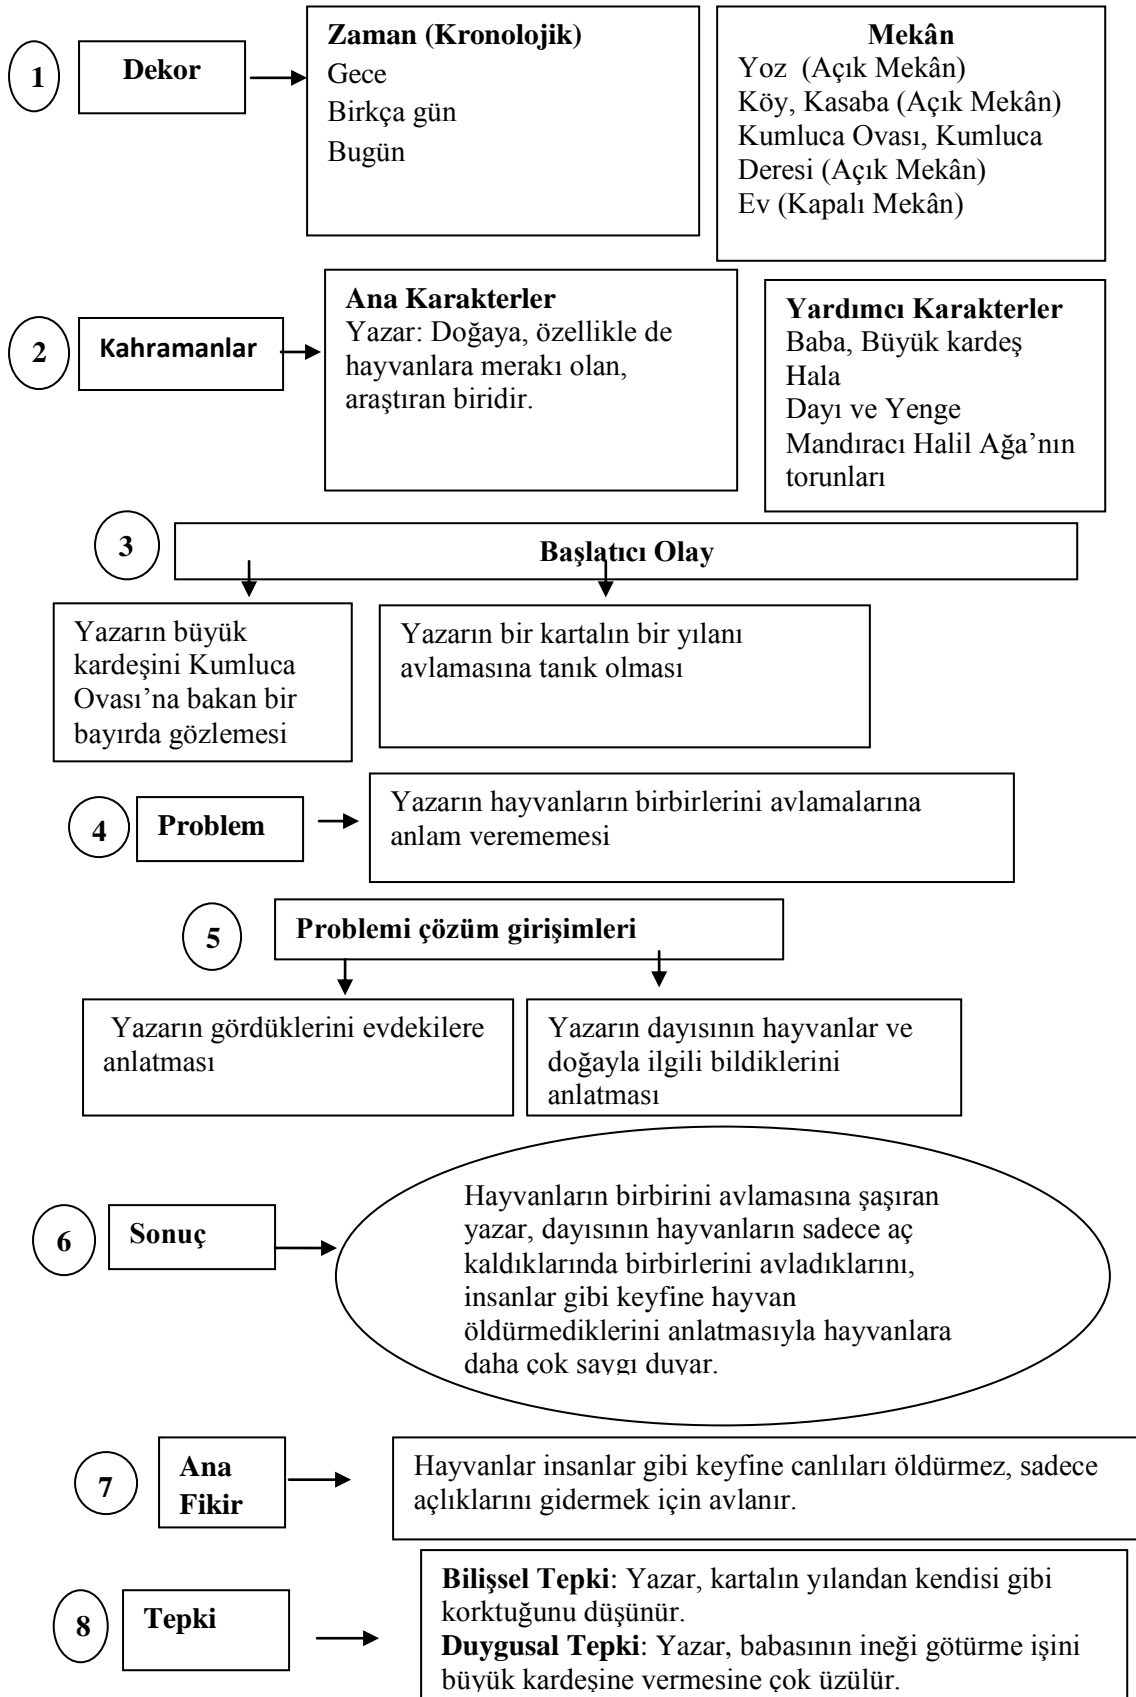 1
Dekor
Zaman (Kronolojik)
Gece
Birkça gün
Bugün
Mekân
Yoz (Açık Mekân)
Köy, Kasaba (Açık Mekân)
Kumluca Ovası, Kumluca
Deresi (Açık Mekân)
Ev (Kapalı Mekân)
2
Kahramanlar
Ana Karakterler
Yazar: Doğaya, özellikle de
hayvanlara merakı olan,
araştıran biridir.
Yardımcı Karakterler
Baba, Büyük kardeş
Hala
Dayı ve Yenge
Mandıracı Halil Ağa’nın
torunları
3
Başlatıcı Olay
Yazarın büyük
kardeşini Kumluca
Ovası’na bakan bir
bayırda gözlemesi
Yazarın bir kartalın bir yılanı
avlamasına tanık olması
4
Problem
Yazarın hayvanların birbirlerini avlamalarına
anlam verememesi
5
Problemi çözüm girişimleri
Yazarın gördüklerini evdekilere
anlatması
Yazarın dayısının hayvanlar ve
doğayla ilgili bildiklerini
anlatması
6
Sonuç
Hayvanların birbirini avlamasına şaşıran
yazar, dayısının hayvanların sadece aç
kaldıklarında birbirlerini avladıklarını,
insanlar gibi keyfine hayvan
öldürmediklerini anlatmasıyla hayvanlara
daha çok saygı duyar.
7
Ana
Fikir
Hayvanlar insanlar gibi keyfine canlıları öldürmez, sadece
açlıklarını gidermek için avlanır.
8
Tepki
Bilişsel Tepki: Yazar, kartalın yılandan kendisi gibi
korktuğunu düşünür.
Duygusal Tepki: Yazar, babasının ineği götürme işini
büyük kardeşine vermesine çok üzülür.